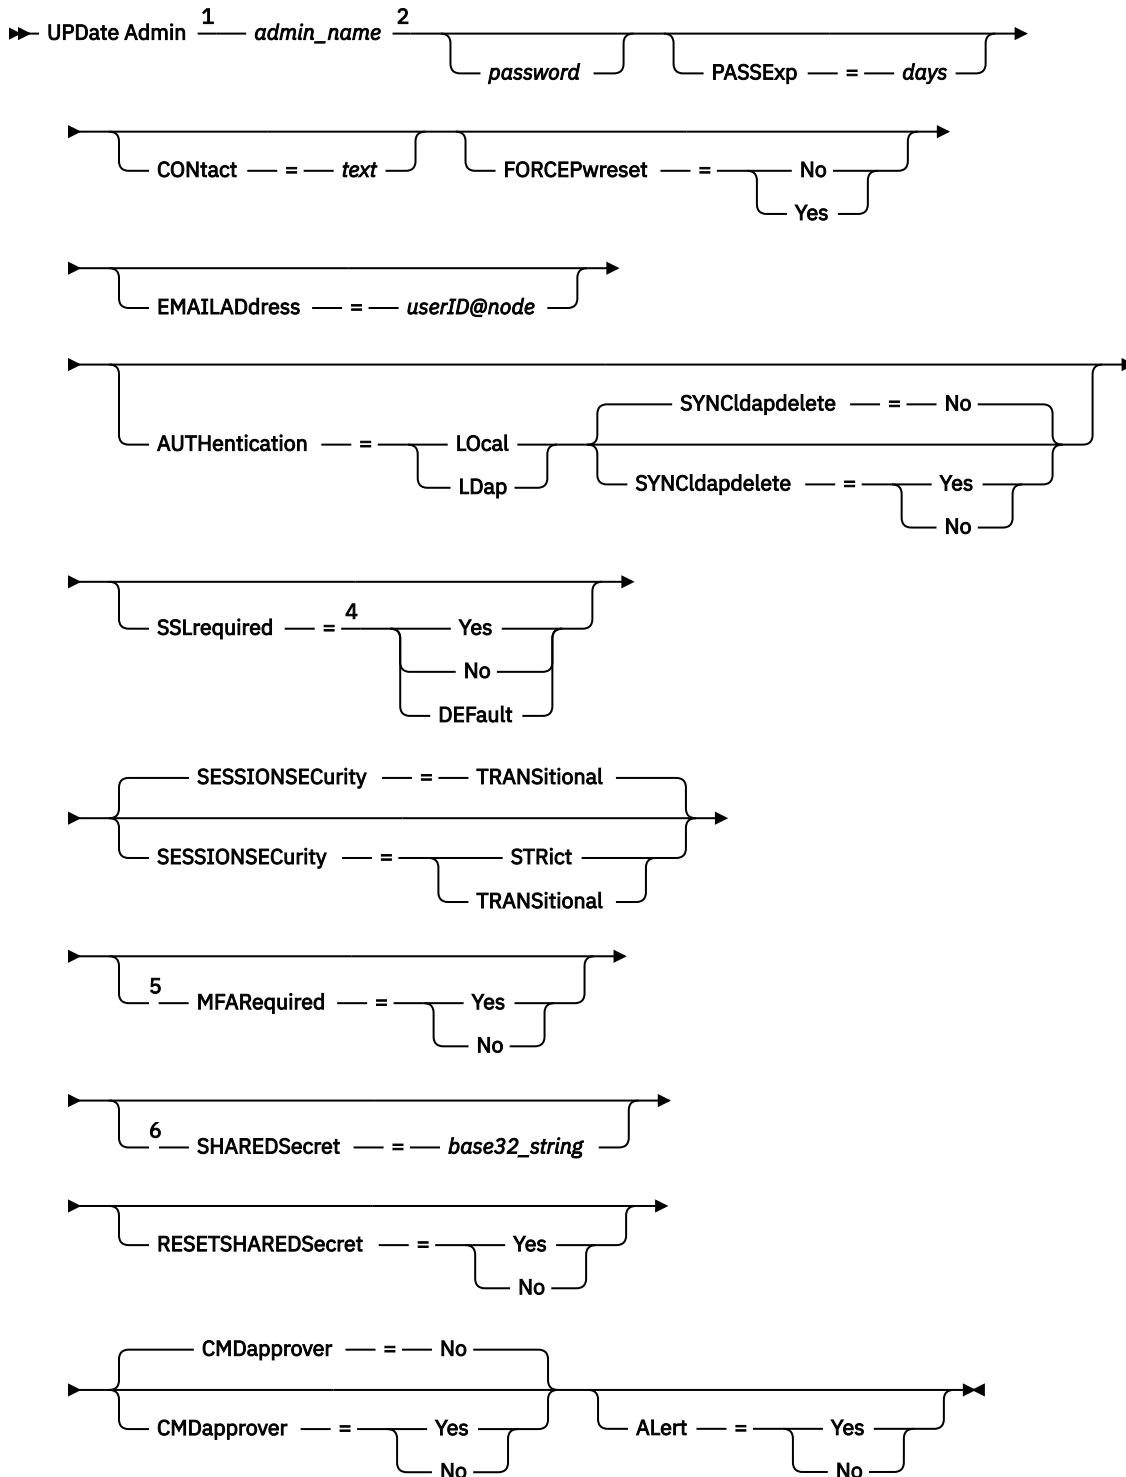 UPDate Admin 1 admin_name 2
password
PASSExp = days
CONtact = text
FORCEPwreset = No
Yes
EMAILADdress = userID@node
SYNCldapdelete = No
AUTHentication = LOcal
LDap
SYNCldapdelete = Yes
No
SSLrequired = 4 Yes
No
DEFault
SESSIONSECurity = TRANSitional
SESSIONSECurity = STRict
TRANSitional
5 MFARequired = Yes
No
6 SHAREDSecret = base32_string
RESETSHAREDSecret = Yes
No
CMDapprover = No
CMDapprover = Yes
No
ALert = Yes
No